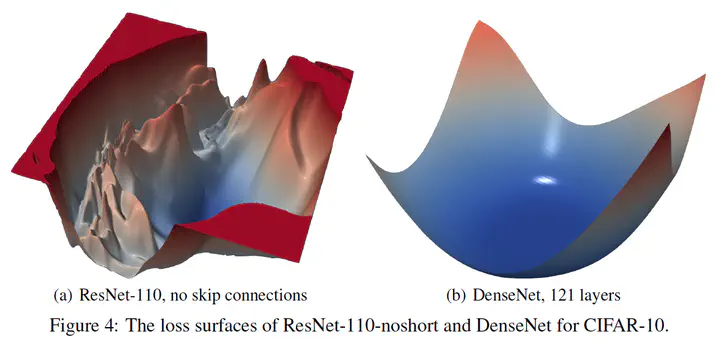 (a) ResNet-110, no skip connections
(b) DenseNet, 121 layers
Figure 4: The loss surfaces of ResNet-110-noshort and DenseNet for CIFAR-10.